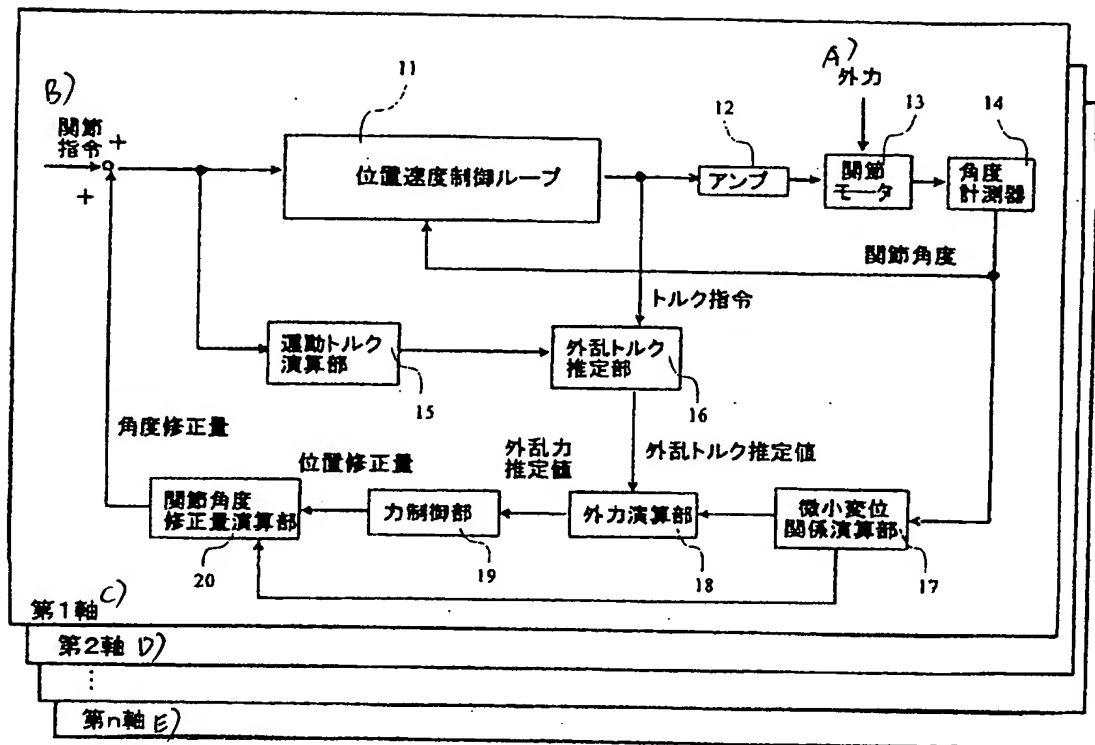 A)
外力
B)
関節
指令
+
+
11
位置速度制御ループ
12
アンプ
13
関節
モータ
14
角度
計測器
関節角度
トルク指令
運動トルク
演算部
15
外乱トルク
推定部
16
角度修正量
位置修正量
外乱力
推定値
外乱トルク推定値
関節角度
修正量演算部
20
力制御部
19
外力演算部
18
微小変位
関係演算部
17
第1軸 C)
第2軸 D)
⋮
第n軸 E)